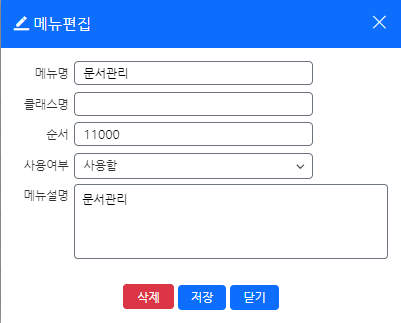 메뉴편집
메뉴명 문서관리
클래스명
순서 11000
사용여부 사용함
메뉴설명 문서관리
삭제 저장 닫기